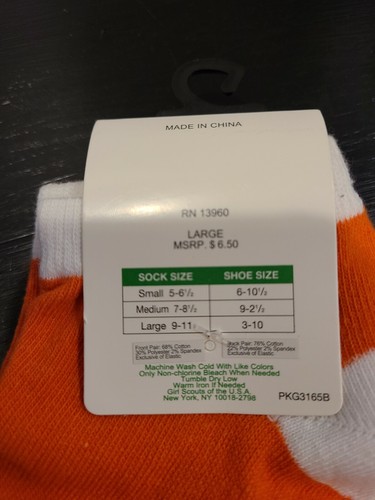 MADE IN CHINA
RN 13960
LARGE
MSRP. $ 6.50
SOCK SIZE SHOE SIZE
Small 5-6½ 6-10½
Medium 7-8½ 9-2½
Large 9-11 3-10
Front Pair: 68% Cotton Back Pair: 76% Cotton
30% Polyester 2% Spandex 22% Polyester 2% Spandex
Exclusive of Elastic Exclusive of Elastic
Machine Wash Cold With Like Colors
Only Non-chlorine Bleach When Needed
Tumble Dry Low
Warm Iron If Needed
Girl Scouts of the U.S.A.
New York, NY 10018-2798
PKG3165B